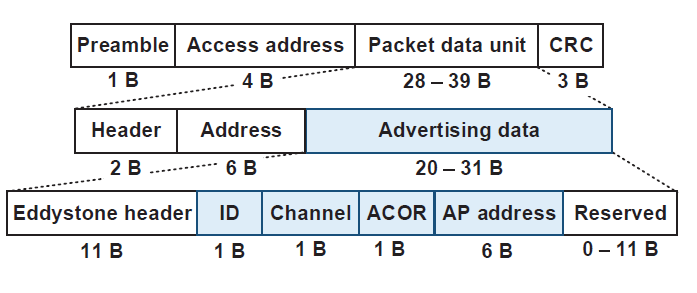 Preamble Access address Packet data unit CRC
1 B 4 B 28 – 39 B 3 B
Header Address Advertising data
2 B 6 B 20 – 31 B
Eddystone header ID Channel ACOR AP address Reserved
11 B 1 B 1 B 1 B 6 B 0 – 11 B